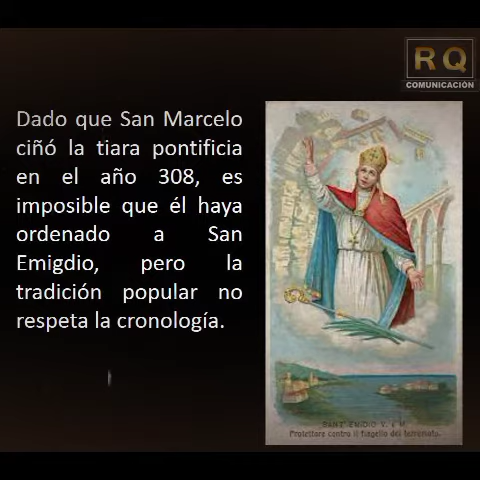 RQ
COMUNICACIÓN
Dado que San Marcelo
ciñó la tiara pontificia
en el año 308, es
imposible que él haya
ordenado a San
Emigdio, pero la
tradición popular no
respeta la cronología.
SANT' EMIDIO V. e M.
Protettore contro il flagello del terremoto.